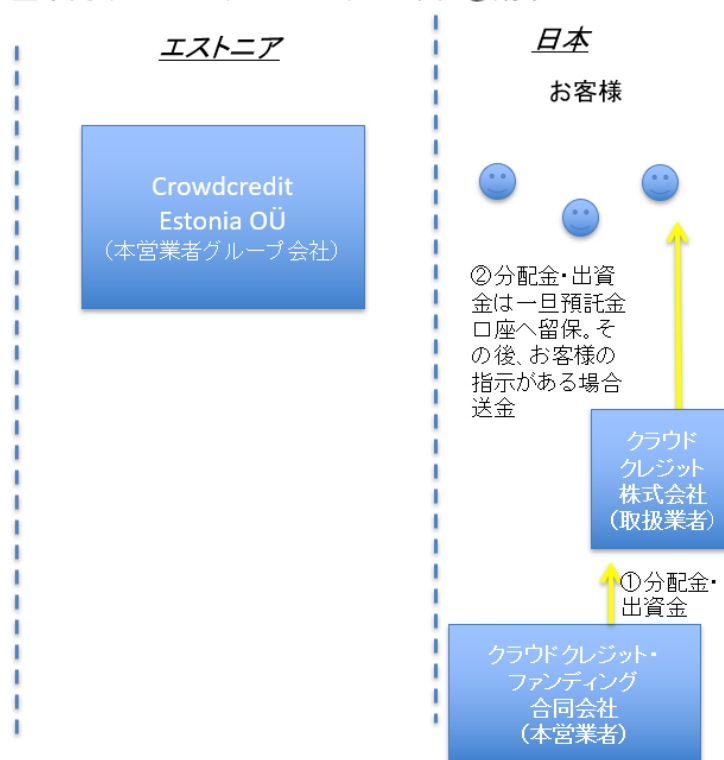 エストニア
日本
お客様
Crowdcredit
Estonia OÜ
（本営業者グループ会社）
②分配金・出資
金は一旦預託金
口座へ留保。そ
の後、お客様の
指示がある場合
送金
クラウド
クレジット
株式会社
（取扱業者）
①分配金・
出資金
クラウドクレジット・
ファンディング
合同会社
（本営業者）